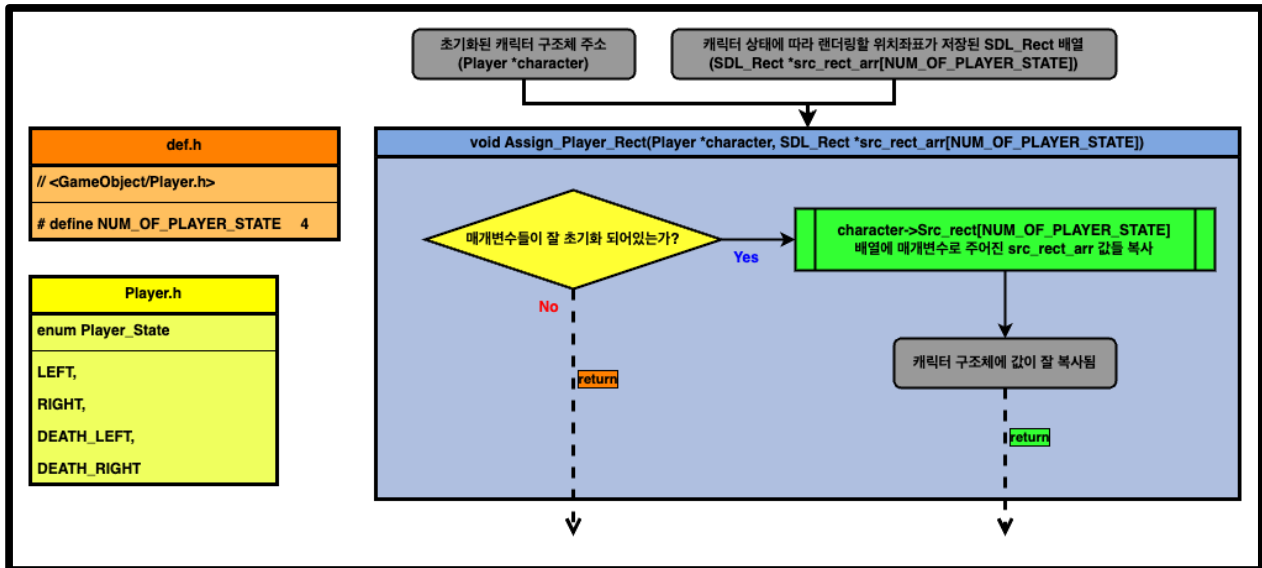 초기화된 캐릭터 구조체 주소
(Player *character)
캐릭터 상태에 따라 랜더링할 위치좌표가 저장된 SDL_Rect 배열
(SDL_Rect *src_rect_arr[NUM_OF_PLAYER_STATE])
def.h
// <GameObject/Player.h>
# define NUM_OF_PLAYER_STATE 4
Player.h
enum Player_State
LEFT,
RIGHT,
DEATH_LEFT,
DEATH_RIGHT
void Assign_Player_Rect(Player *character, SDL_Rect *src_rect_arr[NUM_OF_PLAYER_STATE])
매개변수들이 잘 초기화 되어있는가?
Yes
No
character->Src_rect[NUM_OF_PLAYER_STATE]
배열에 매개변수로 주어진 src_rect_arr 값들 복사
캐릭터 구조체에 값이 잘 복사됨
return
return